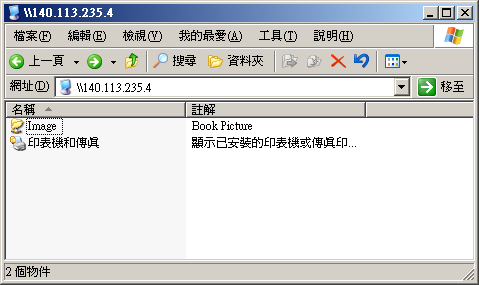 \\140.113.235.4
檔案(F) 編輯(E) 檢視(V) 我的最愛(A) 工具(T) 說明(H)
上一頁 搜尋 資料夾
網址(D) \\140.113.235.4 移至
名稱 註解
Image Book Picture
印表機和傳真 顯示已安裝的印表機或傳真印...
2 個物件